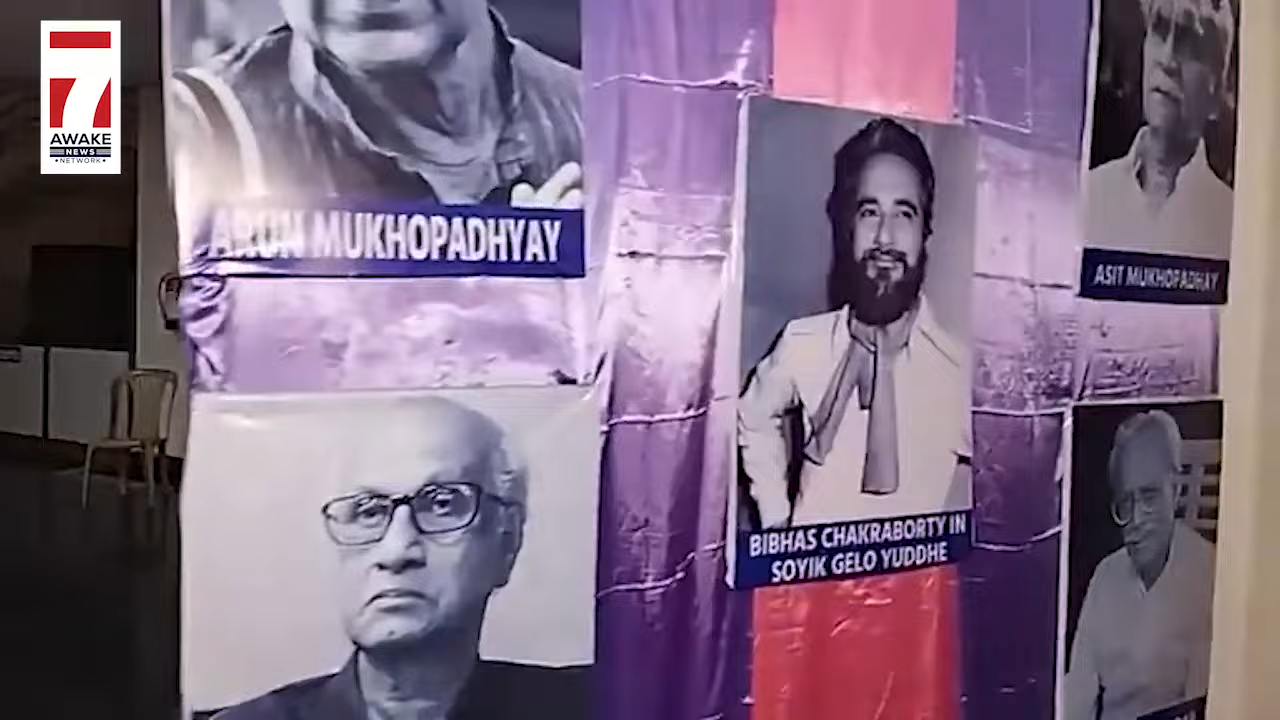 7
AWAKE
NEWS
NETWORK
ARUN MUKHOPADHYAY
BIBHAS CHAKRABORTY IN
SOYIK GELO YUDDHE
ASIT MUKHOPADHAY